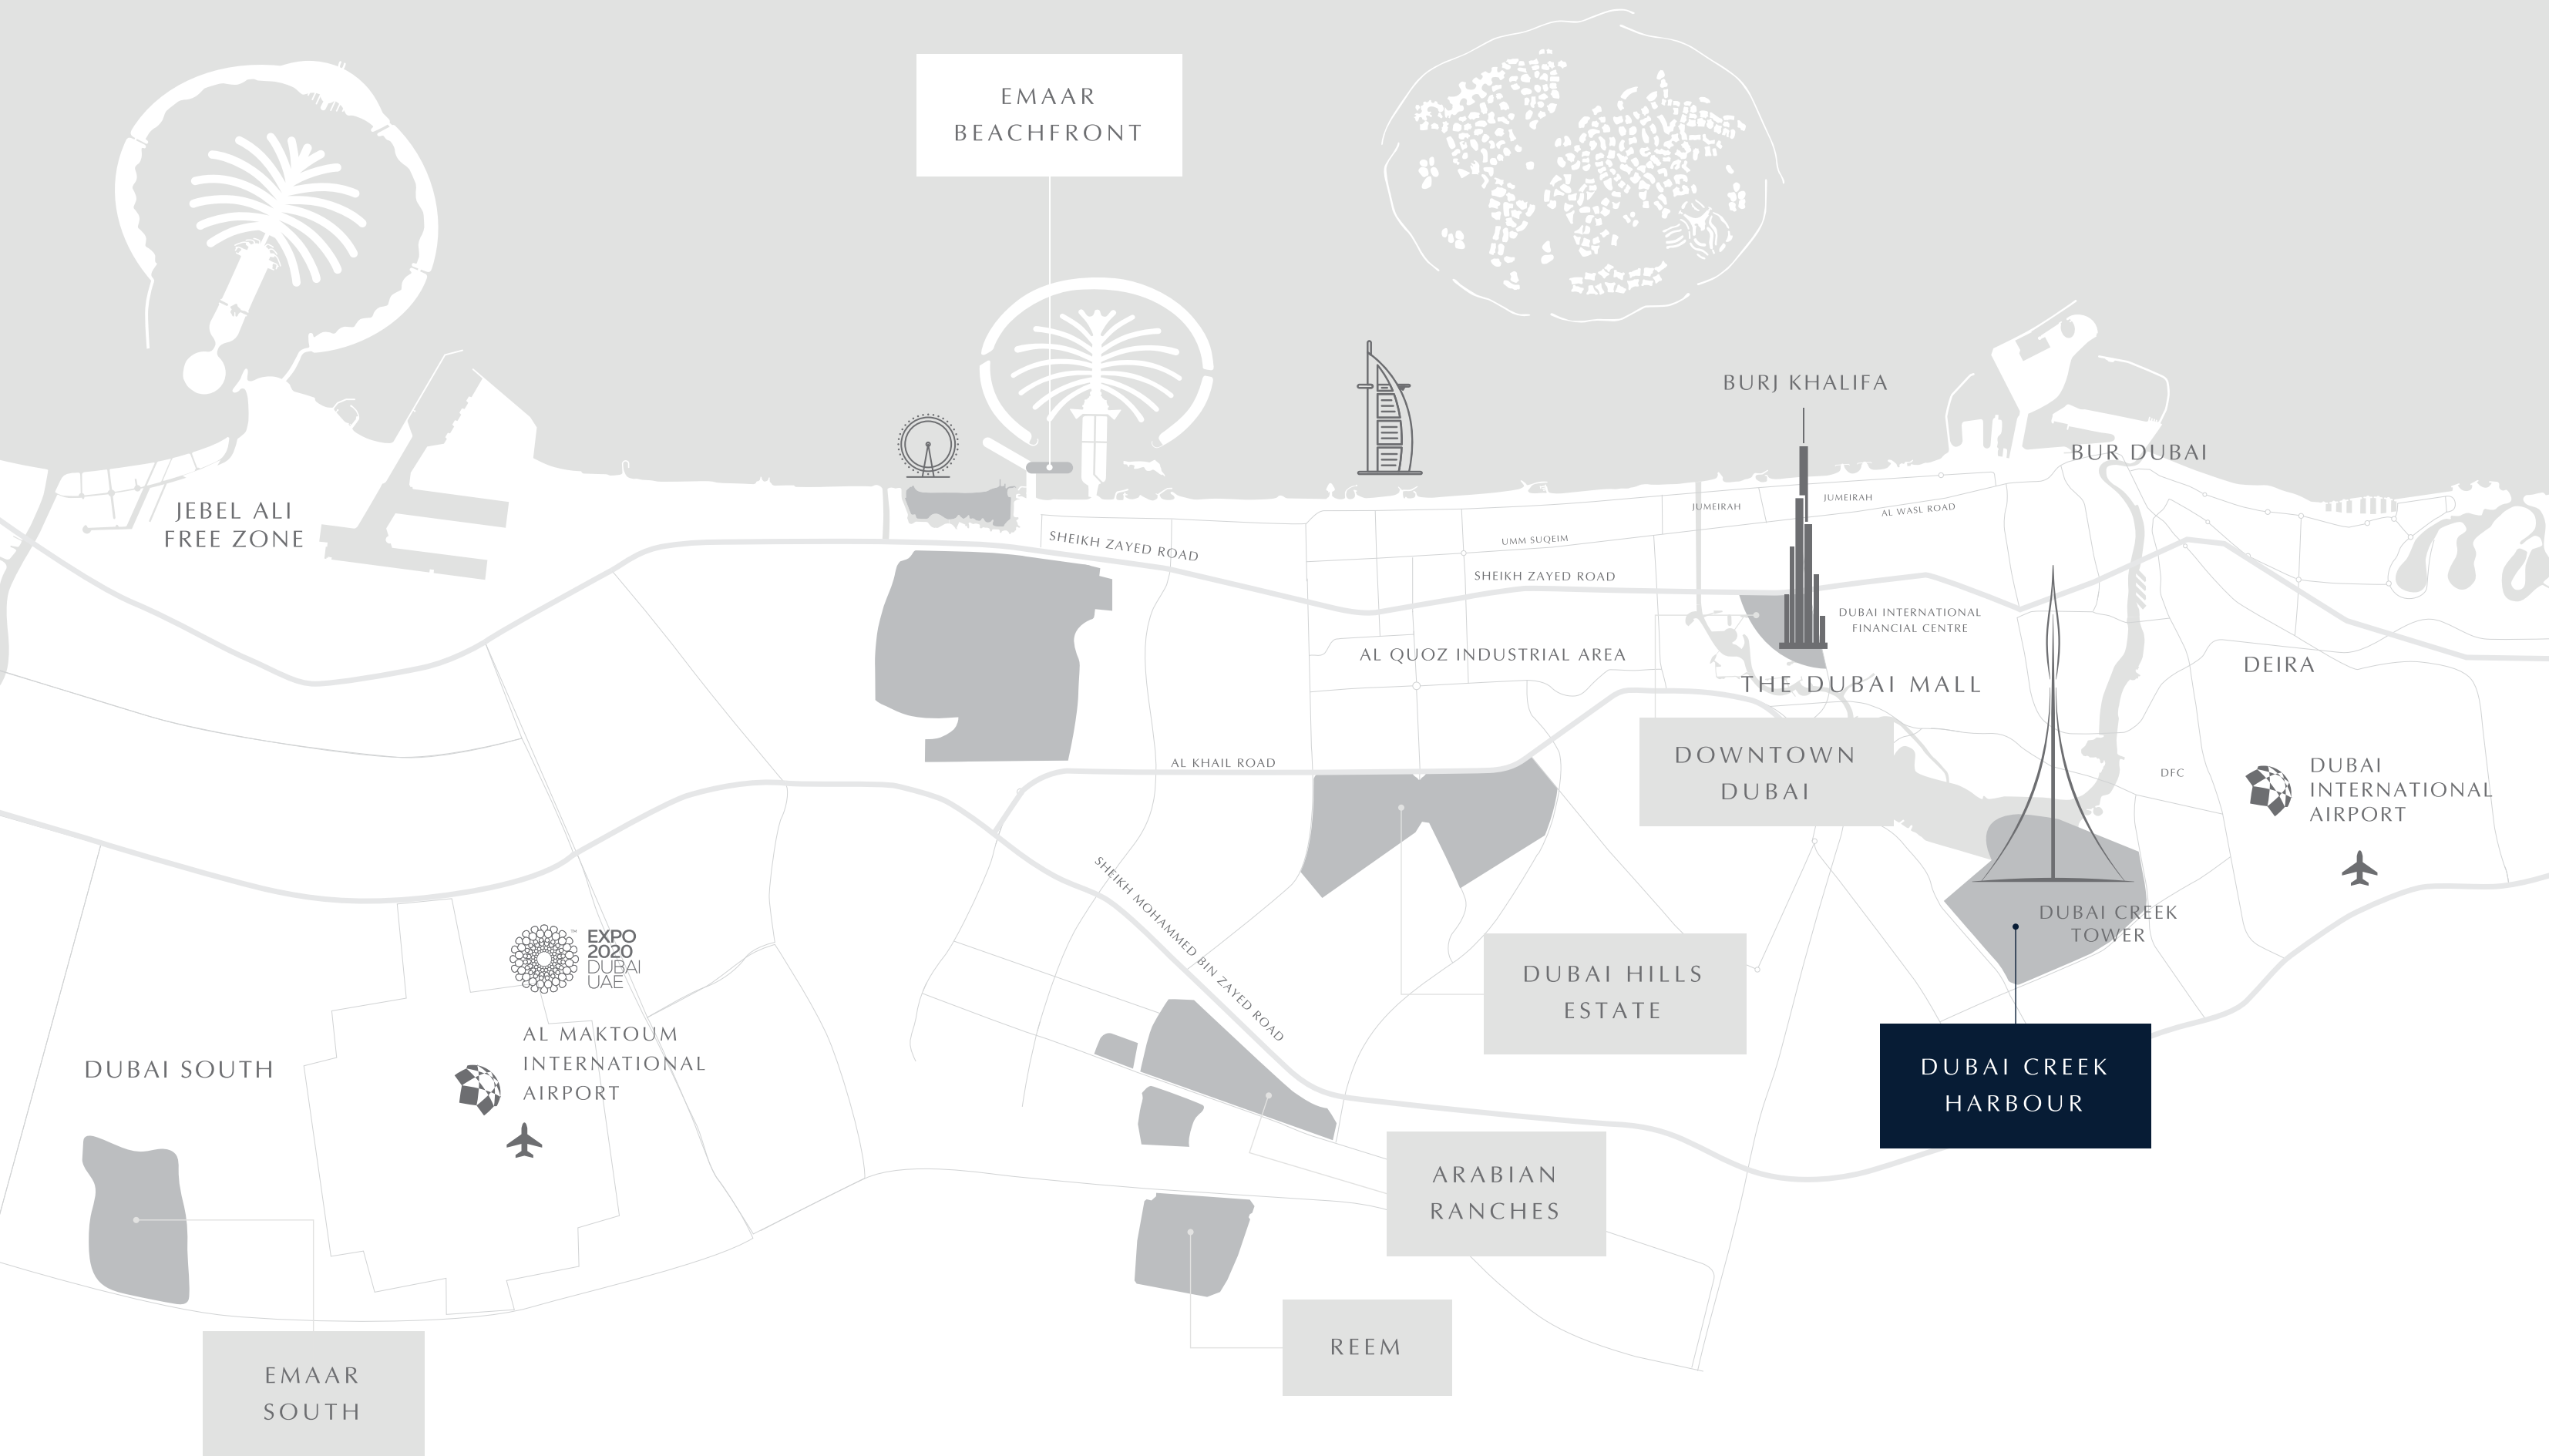 EMAAR
BEACHFRONT
BURJ KHALIFA
BUR DUBAI
JEBEL ALI
FREE ZONE
JUMEIRAH
JUMEIRAH
AL WASL ROAD
SHEIKH ZAYED ROAD
UMM SUQEIM
SHEIKH ZAYED ROAD
DUBAI INTERNATIONAL
FINANCIAL CENTRE
AL QUOZ INDUSTRIAL AREA
DEIRA
THE DUBAI MALL
DOWNTOWN
DUBAI
AL KHAIL ROAD
DFC
DUBAI
INTERNATIONAL
AIRPORT
SHEIKH MOHAMMED BIN ZAYED ROAD
DUBAI CREEK
TOWER
EXPO
2020
DUBAI
UAE
TM
DUBAI HILLS
ESTATE
AL MAKTOUM
INTERNATIONAL
AIRPORT
DUBAI SOUTH
DUBAI CREEK
HARBOUR
ARABIAN
RANCHES
REEM
EMAAR
SOUTH